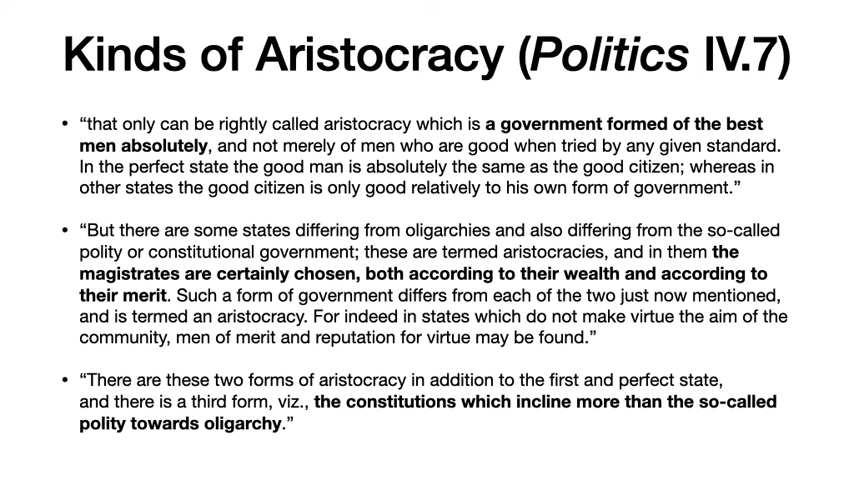 Kinds of Aristocracy (Politics IV.7)
• “that only can be rightly called aristocracy which is a government formed of the best
men absolutely, and not merely of men who are good when tried by any given standard.
In the perfect state the good man is absolutely the same as the good citizen; whereas in
other states the good citizen is only good relatively to his own form of government.”
• “But there are some states differing from oligarchies and also differing from the so-called
polity or constitutional government; these are termed aristocracies, and in them the
magistrates are certainly chosen, both according to their wealth and according to
their merit. Such a form of government differs from each of the two just now mentioned,
and is termed an aristocracy. For indeed in states which do not make virtue the aim of the
community, men of merit and reputation for virtue may be found.”
• “There are these two forms of aristocracy in addition to the first and perfect state,
and there is a third form, viz., the constitutions which incline more than the so-called
polity towards oligarchy.”